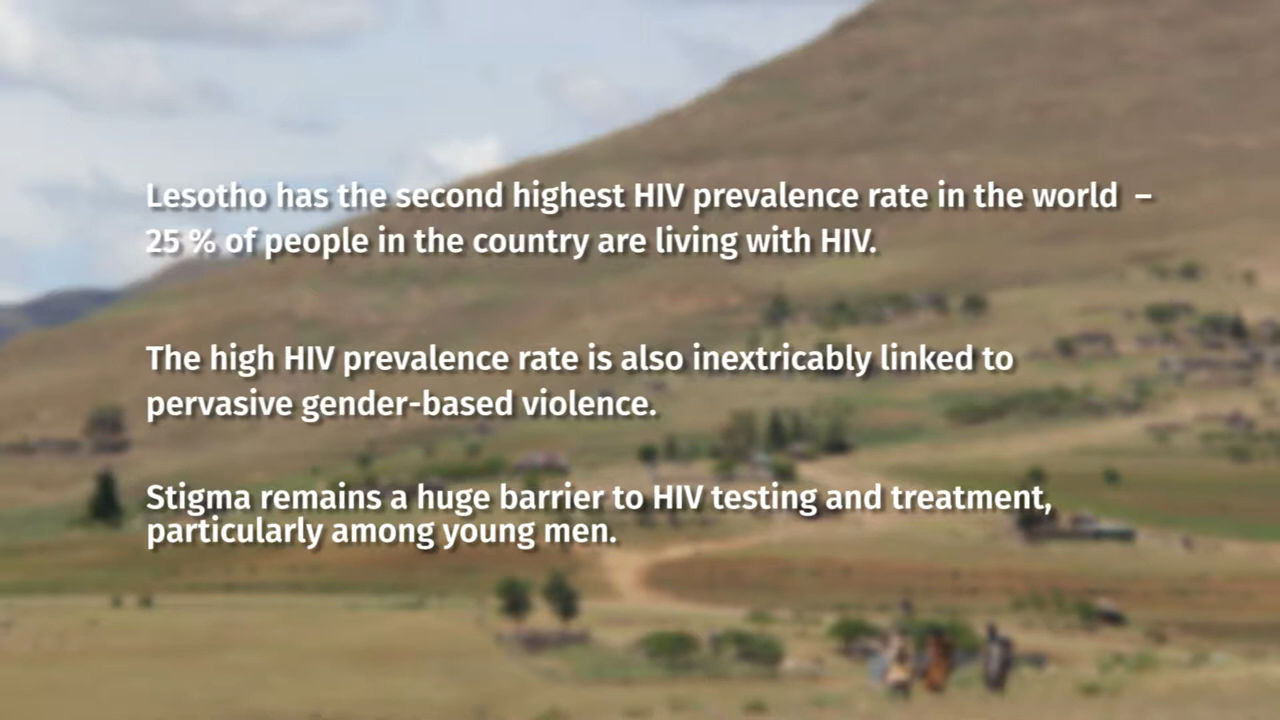 Lesotho has the second highest HIV prevalence rate in the world –
25 % of people in the country are living with HIV.
The high HIV prevalence rate is also inextricably linked to
pervasive gender-based violence.
Stigma remains a huge barrier to HIV testing and treatment,
particularly among young men.